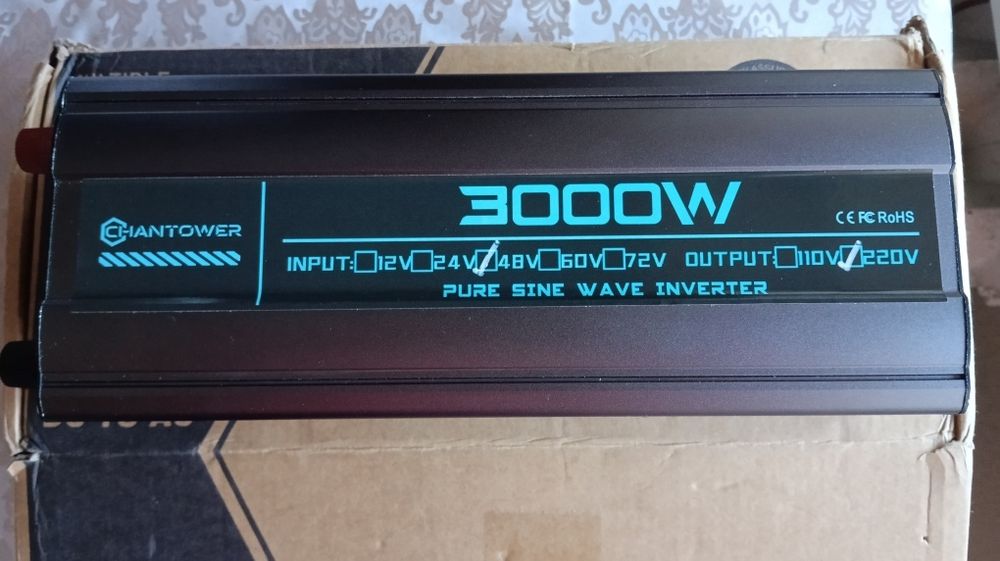 CHANTOWER
3000W
CE FC RoHS
INPUT:☐12V☐24V☑48V☐60V☐72V OUTPUT:☐110V☑220V
PURE SINE WAVE INVERTER